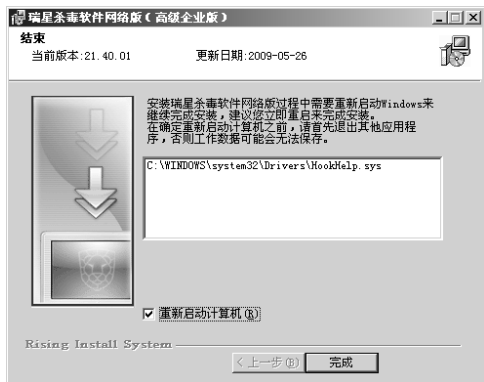 瑞星杀毒软件网络版(高级企业版)
结束
当前版本:21.40.01 更新日期:2009-05-26
安装瑞星杀毒软件网络版过程中需要重新启动Windows来
继续完成安装，建议您立即重启来完成安装。
在确定重新启动计算机之前，请首先退出其他应用程
序，否则工作数据可能会无法保存。
C:\WINDOWS\system32\Drivers\HookHelp.sys
重新启动计算机(R)
Rising Install System
<上一步(B) 完成